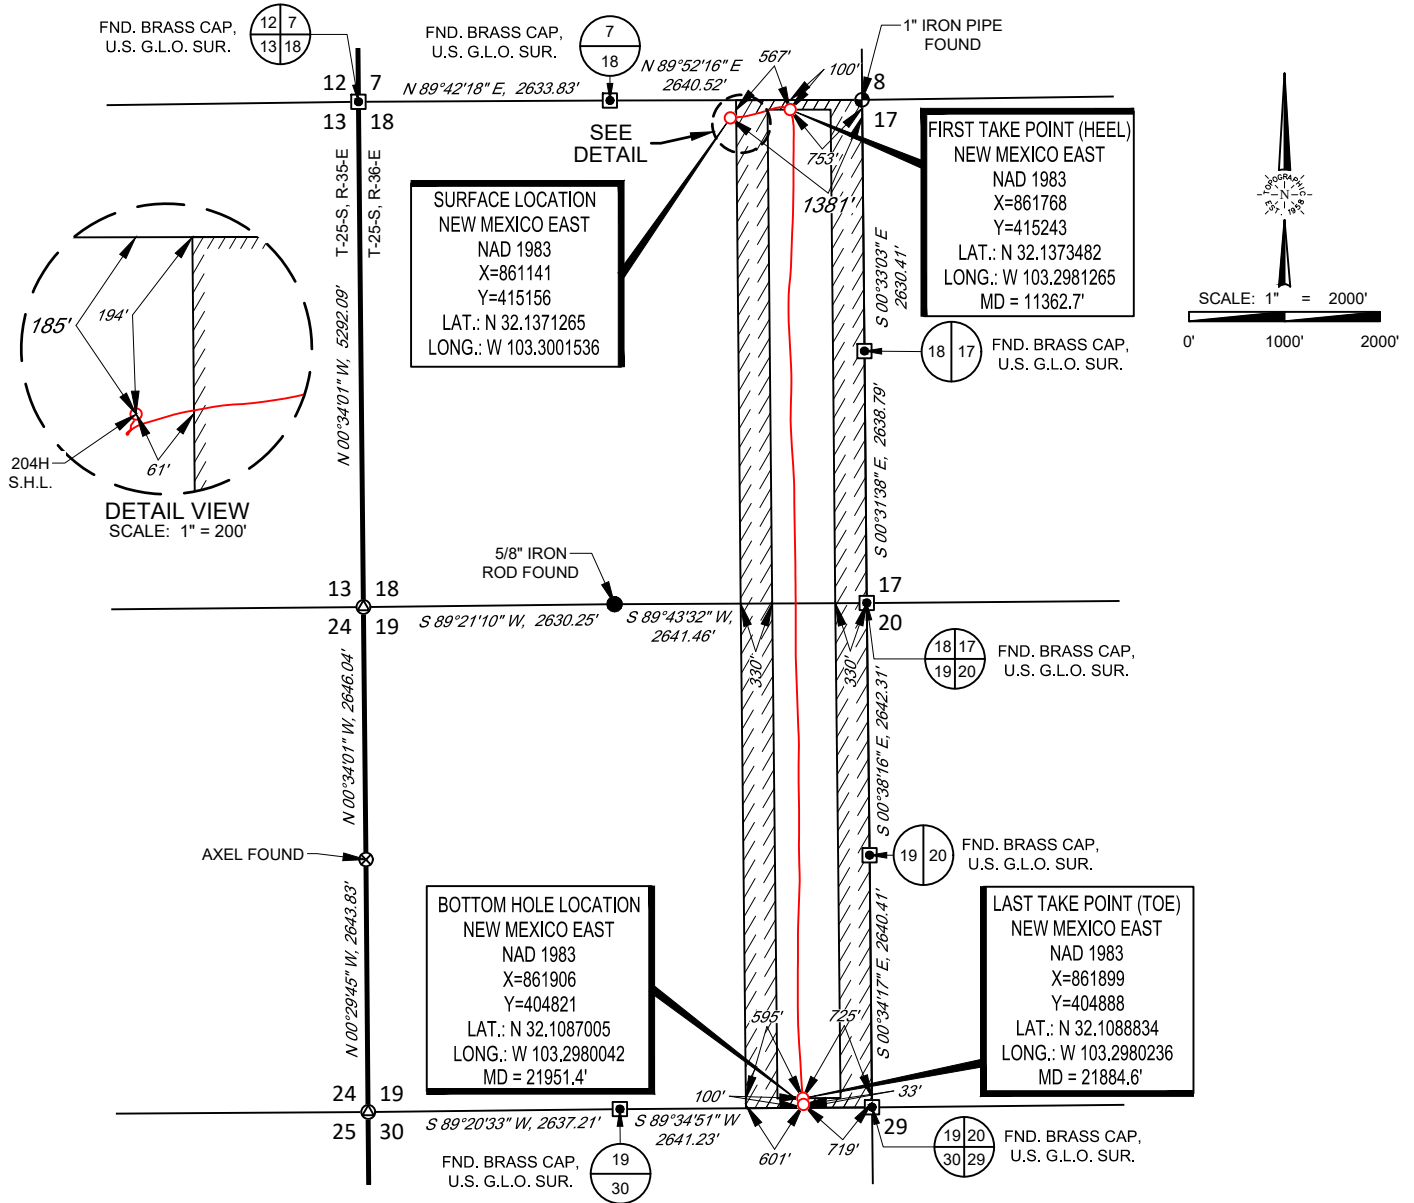 FND. BRASS CAP,
U.S. G.L.O. SUR.
12 7
13 18
FND. BRASS CAP,
U.S. G.L.O. SUR.
7
18
1" IRON PIPE
FOUND
12 7
13 18
N 89°42'18" E, 2633.83'
N 89°52'16" E
2640.52'
567'
100'
8
17
SEE
DETAIL
753'
1381'
T-25-S, R-35-E
T-25-S, R-36-E
SURFACE LOCATION
NEW MEXICO EAST
NAD 1983
X=861141
Y=415156
LAT.: N 32.1371265
LONG.: W 103.3001536
FIRST TAKE POINT (HEEL)
NEW MEXICO EAST
NAD 1983
X=861768
Y=415243
LAT.: N 32.1373482
LONG.: W 103.2981265
MD = 11362.7'
TOPOGRAPHIC
N
EST. 1958
SCALE: 1" = 2000'
0' 1000' 2000'
S 00°33'03" E
2630.41'
18 17
FND. BRASS CAP,
U.S. G.L.O. SUR.
185'
194'
61'
204H
S.H.L.
DETAIL VIEW
SCALE: 1" = 200'
N 00°34'01" W, 5292.09'
S 00°31'38" E, 2638.79'
5/8" IRON
ROD FOUND
13 18
24 19
S 89°21'10" W, 2630.25'
S 89°43'32" W,
2641.46'
330'
330'
17
20
18 17
19 20
FND. BRASS CAP,
U.S. G.L.O. SUR.
N 00°34'01" W, 2646.04'
S 00°38'16" E, 2642.31'
AXEL FOUND
19 20
FND. BRASS CAP,
U.S. G.L.O. SUR.
N 00°29'45" W, 2643.83'
BOTTOM HOLE LOCATION
NEW MEXICO EAST
NAD 1983
X=861906
Y=404821
LAT.: N 32.1087005
LONG.: W 103.2980042
MD = 21951.4'
S 00°34'17" E, 2640.41'
LAST TAKE POINT (TOE)
NEW MEXICO EAST
NAD 1983
X=861899
Y=404888
LAT.: N 32.1088834
LONG.: W 103.2980236
MD = 21884.6'
595'
725'
100'
33'
24 19
25 30
S 89°20'33" W, 2637.21'
S 89°34'51" W
2641.23'
601'
719'
29
FND. BRASS CAP,
U.S. G.L.O. SUR.
19
30
19 20
30 29
FND. BRASS CAP,
U.S. G.L.O. SUR.